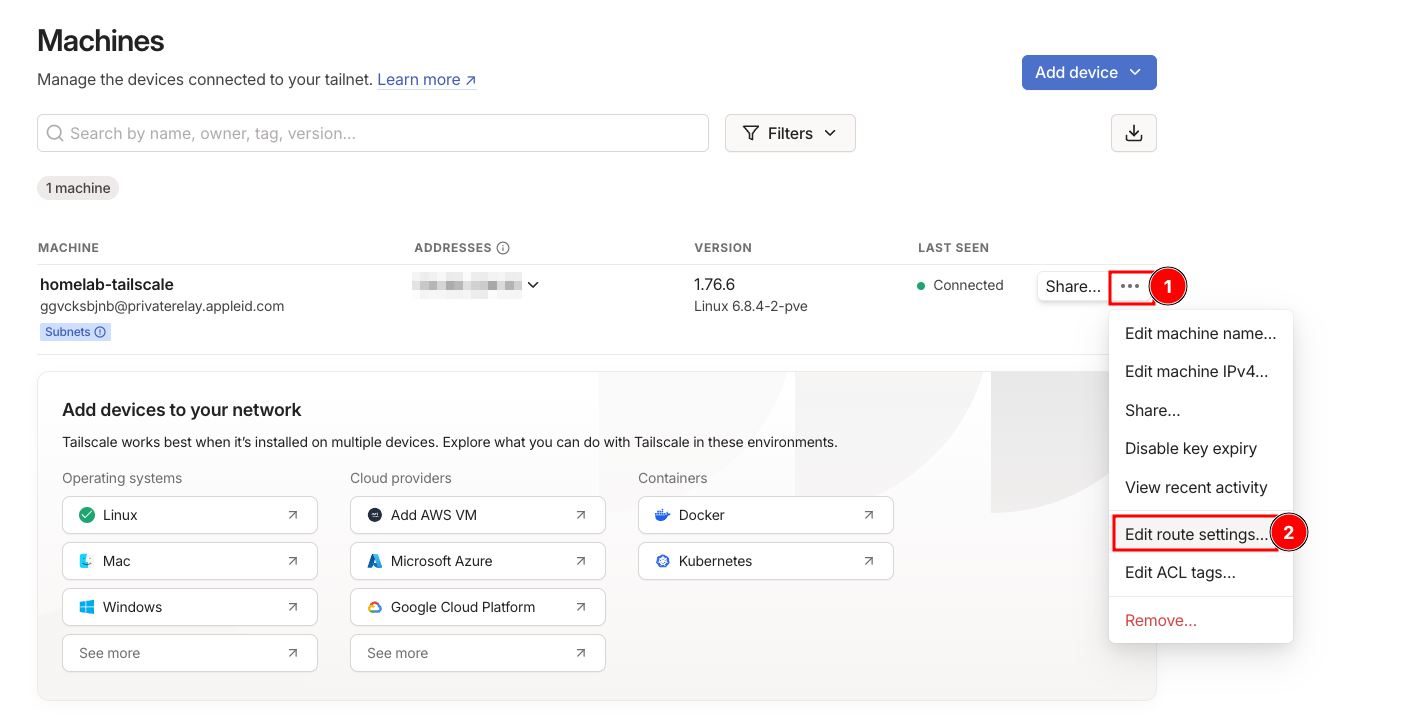 Machines
Manage the devices connected to your tailnet. Learn more ↗
Add device
Search by name, owner, tag, version...
Filters
1 machine
MACHINE ADDRESSES VERSION LAST SEEN
homelab-tailscale 1.76.6 Connected Share... ••• 1
ggvcksbjnb@privaterelay.appleid.com Linux 6.8.4-2-pve
Subnets
Edit machine name...
Edit machine IPv4...
Share...
Disable key expiry
View recent activity
Edit route settings... 2
Edit ACL tags...
Remove...
Add devices to your network
Tailscale works best when it's installed on multiple devices. Explore what you can do with Tailscale in these environments.
Operating systems
Linux
Mac
Windows
See more
Cloud providers
Add AWS VM
Microsoft Azure
Google Cloud Platform
See more
Containers
Docker
Kubernetes